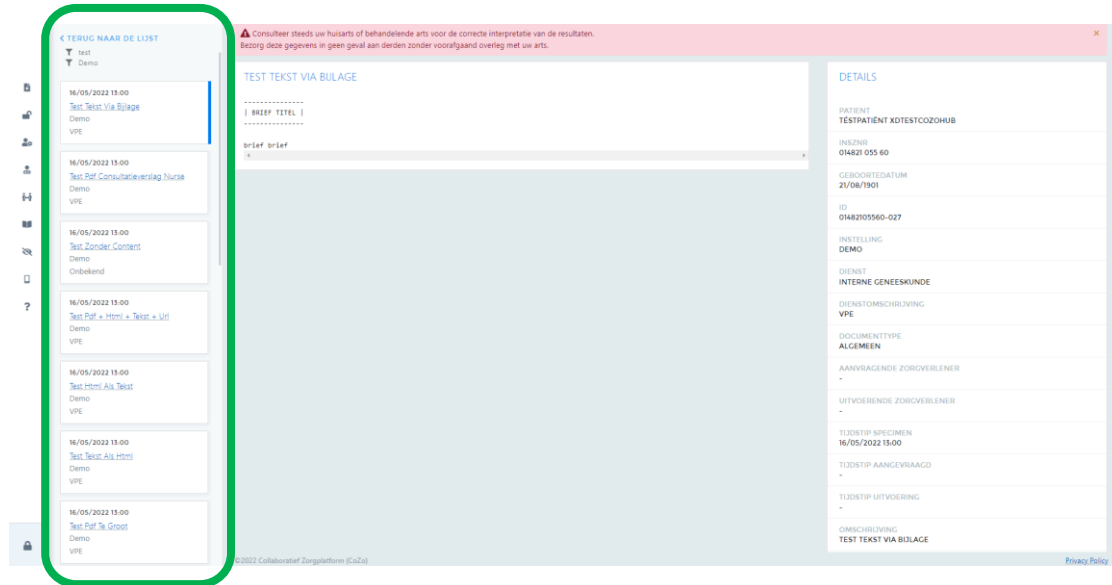 < TERUG NAAR DE LIJST
test
Demo
16/05/2022 13:00
Test Tekst Via Bijlage
Demo
VPE
16/05/2022 13:00
Test Pdf Consultatieverslag Nurse
Demo
VPE
16/05/2022 13:00
Test Zonder Content
Demo
Onbekend
16/05/2022 13:00
Test Pdf + Html + Tekst + Url
Demo
VPE
16/05/2022 13:00
Test Html Als Tekst
Demo
VPE
16/05/2022 13:00
Test Tekst Als Html
Demo
VPE
16/05/2022 13:00
Test Pdf Te Groot
Demo
VPE
?
Consulteer steeds uw huisarts of behandelende arts voor de correcte interpretatie van de resultaten.
Bezorg deze gegevens in geen geval aan derden zonder voorafgaand overleg met uw arts.
×
TEST TEKST VIA BIJLAGE
---------------
| BRIEF TITEL |
---------------
brief brief
DETAILS
PATIENT
TESTPATIËNT XDTESTCOZOHUB
INSZNR
014821 055 60
GEBOORTEDATUM
21/08/1901
ID
01482105560-027
INSTELLING
DEMO
DIENST
INTERNE GENEESKUNDE
DIENSTOMSCHRIJVING
VPE
DOCUMENTTYPE
ALGEMEEN
AANVRAGENDE ZORGVERLENER
-
UITVOERENDE ZORGVERLENER
-
TIJDSTIP SPECIMEN
16/05/2022 13:00
TIJDSTIP AANGEVRAAGD
-
TIJDSTIP UITVOERING
-
OMSCHRIJVING
TEST TEKST VIA BIJLAGE
©2022 Collaboratief Zorgplatform (CoZo)
Privacy Policy